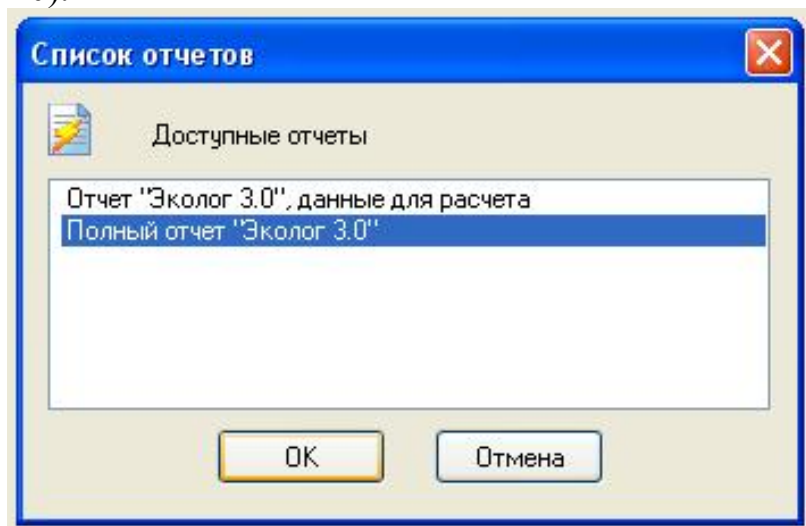 Список отчетов
Доступные отчеты
Отчет "Эколог 3.0", данные для расчета
Полный отчет "Эколог 3.0"
OK
Отмена